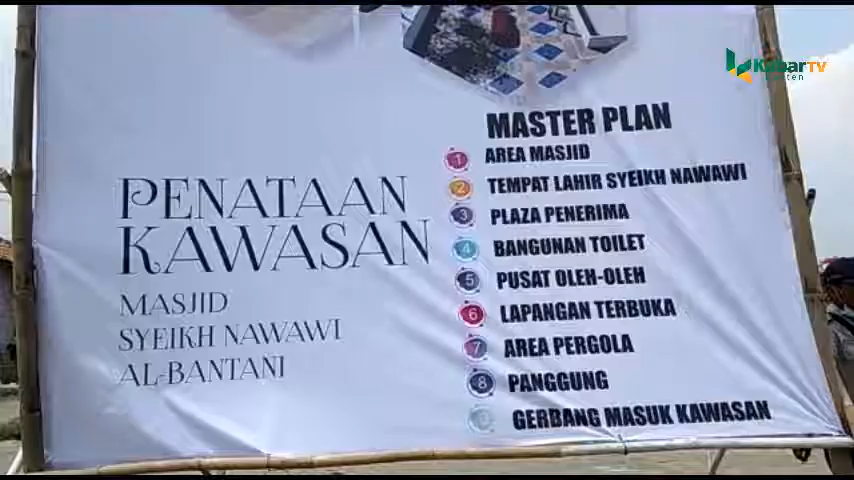 KabarTV
Banten
PENATAAN
KAWASAN
MASJID
SYEIKH NAWAWI
AL-BANTANI
MASTER PLAN
1 AREA MASJID
2 TEMPAT LAHIR SYEIKH NAWAWI
3 PLAZA PENERIMA
4 BANGUNAN TOILET
5 PUSAT OLEH-OLEH
6 LAPANGAN TERBUKA
7 AREA PERGOLA
8 PANGGUNG
9 GERBANG MASUK KAWASAN